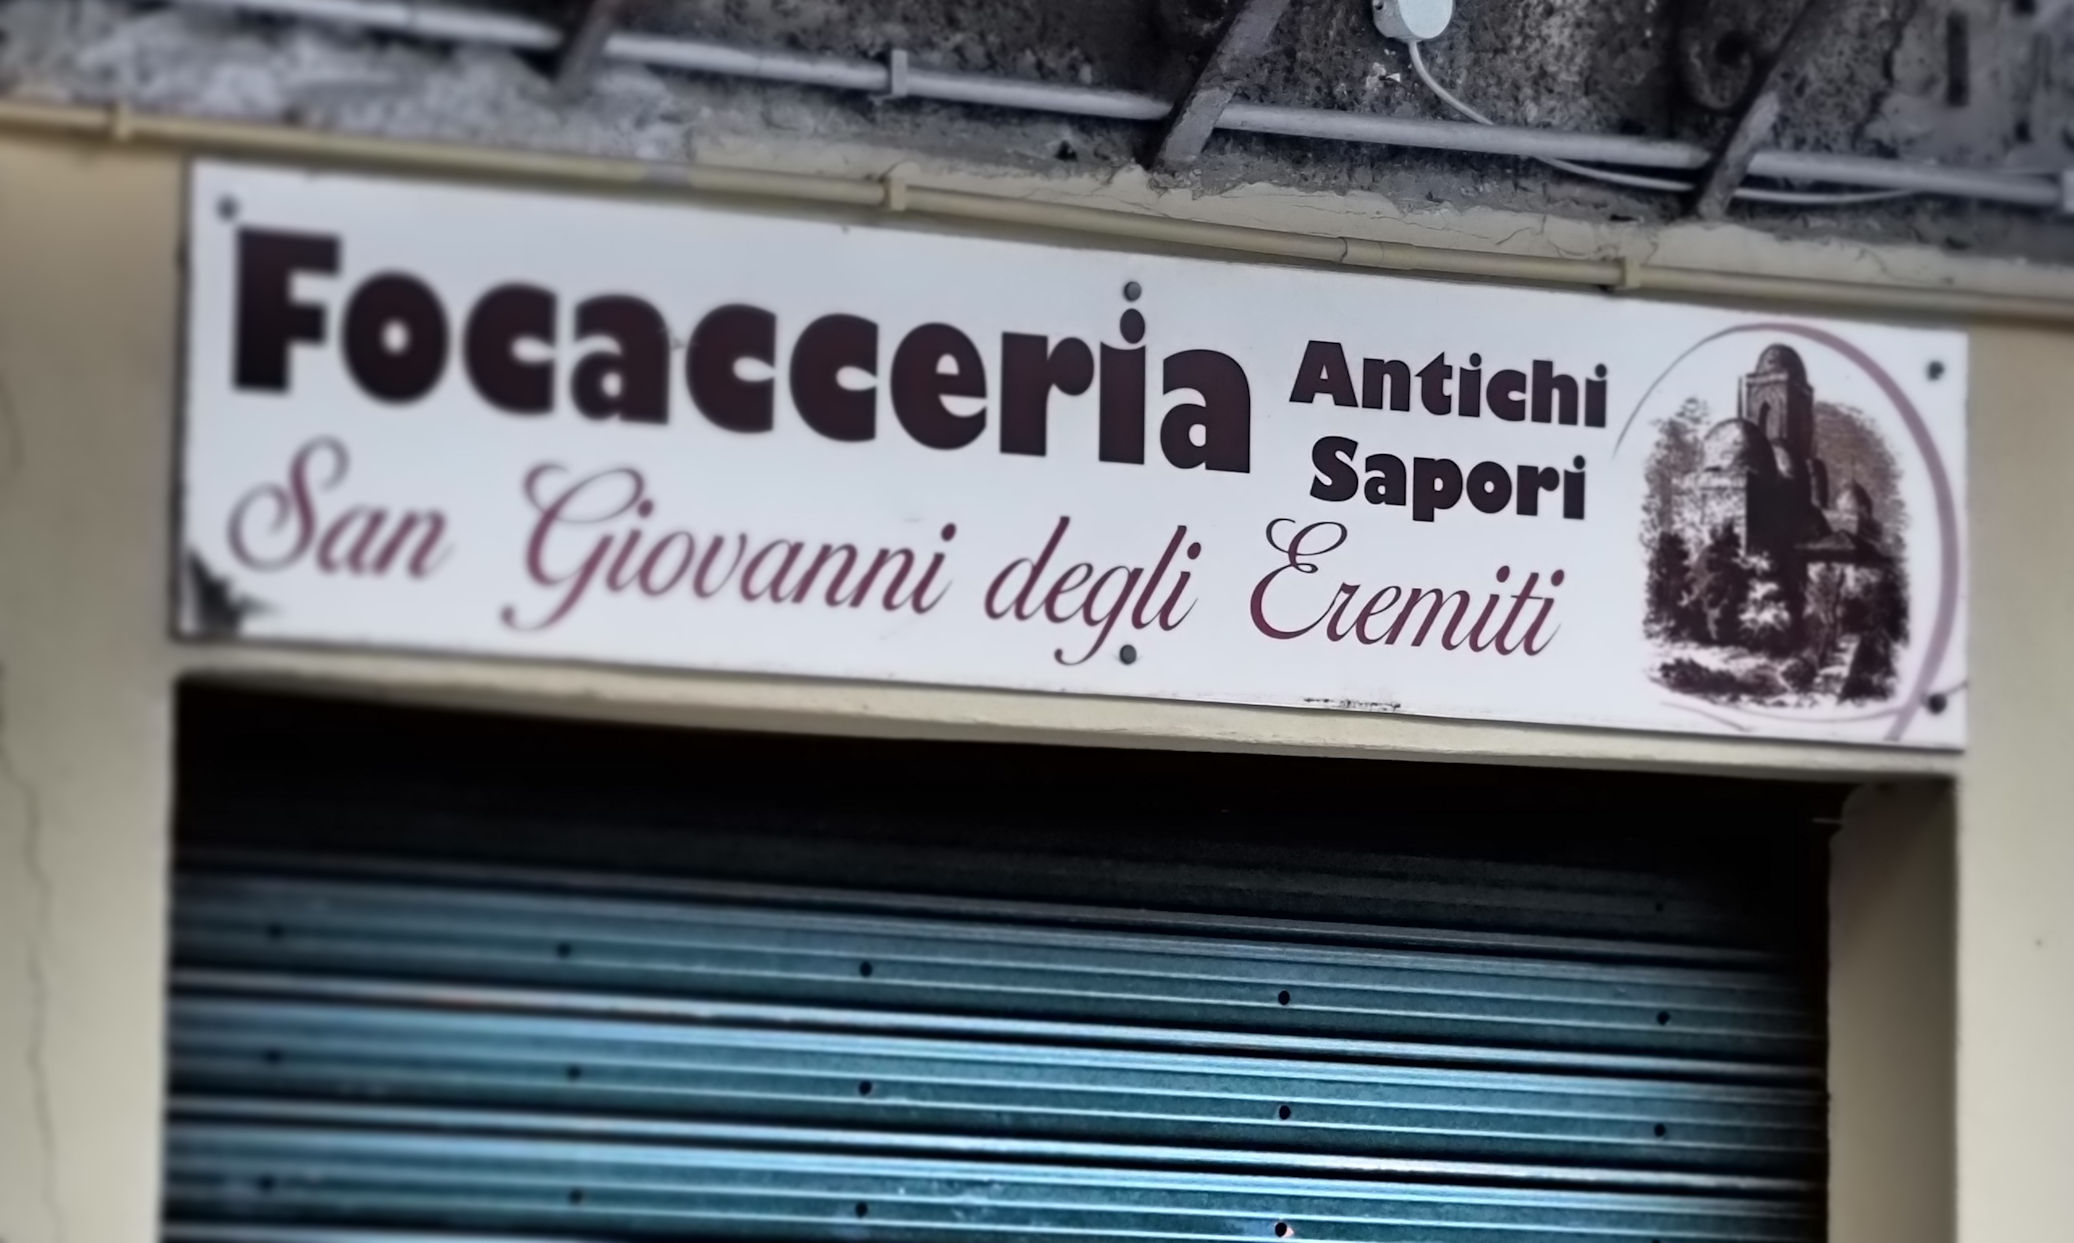 Focacceria
Antichi
Sapori
San Giovanni degli Eremiti